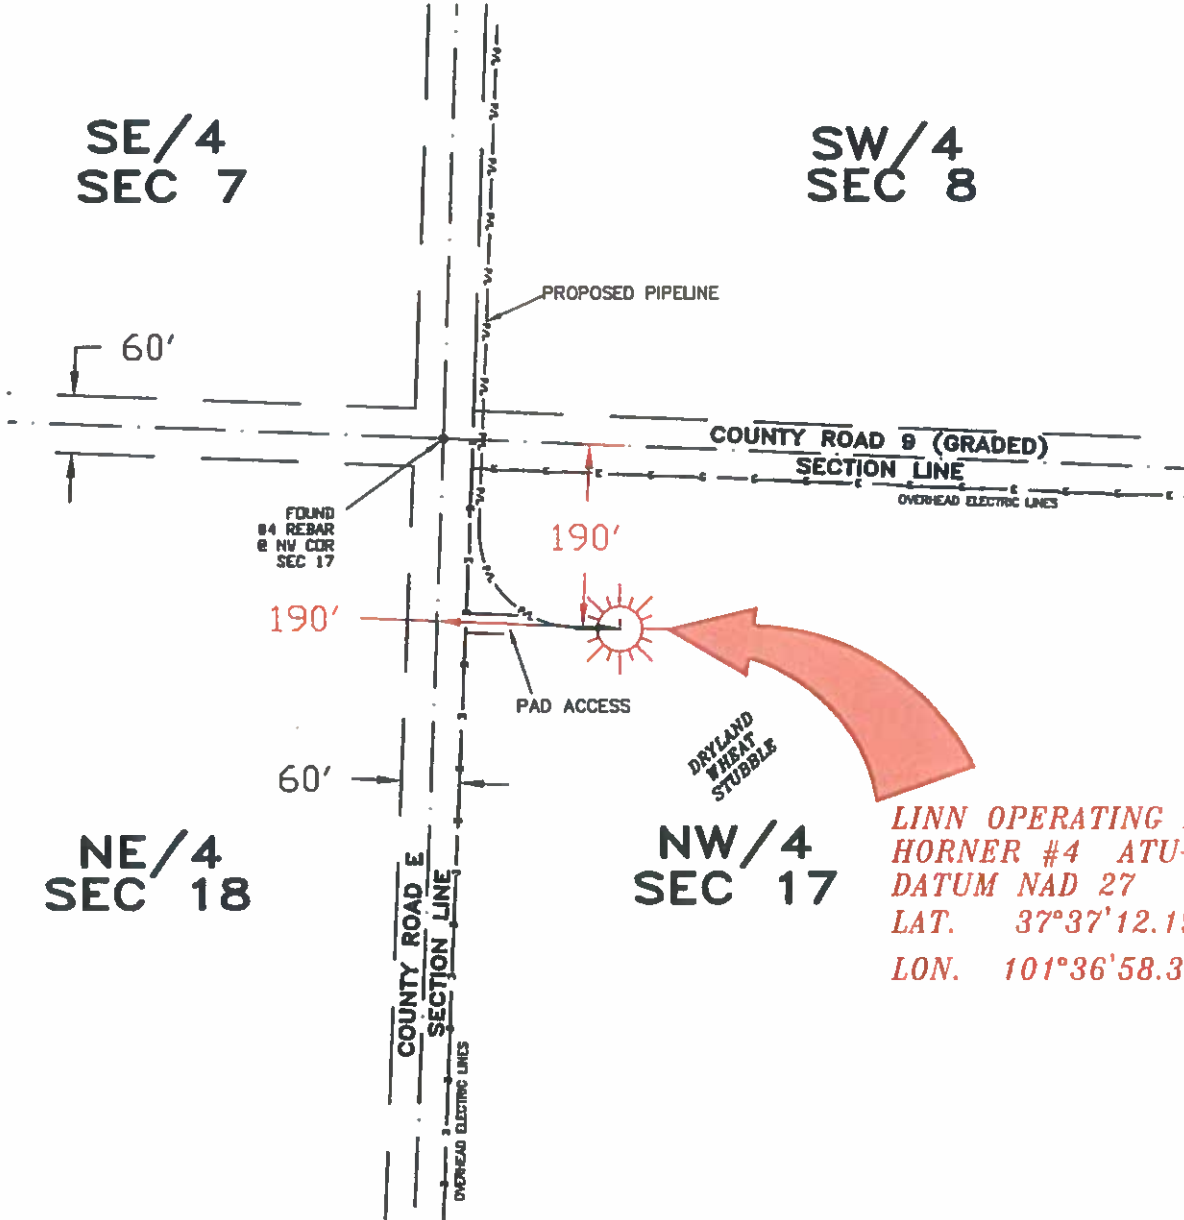 SE/4
SEC 7
SW/4
SEC 8
PROPOSED PIPELINE
60'
COUNTY ROAD 9 (GRADED)
SECTION LINE
OVERHEAD ELECTRIC LINES
FOUND
#4 REBAR
@ NW COR
SEC 17
190'
190'
PAD ACCESS
DRYLAND
WHEAT
STUBBLE
60'
NE/4
SEC 18
NW/4
SEC 17
COUNTY ROAD E
SECTION LINE
OVERHEAD ELECTRIC LINES
LINN OPERATING
HORNER #4 ATU-
DATUM NAD 27
LAT. 37°37'12.1
LON. 101°36'58.3